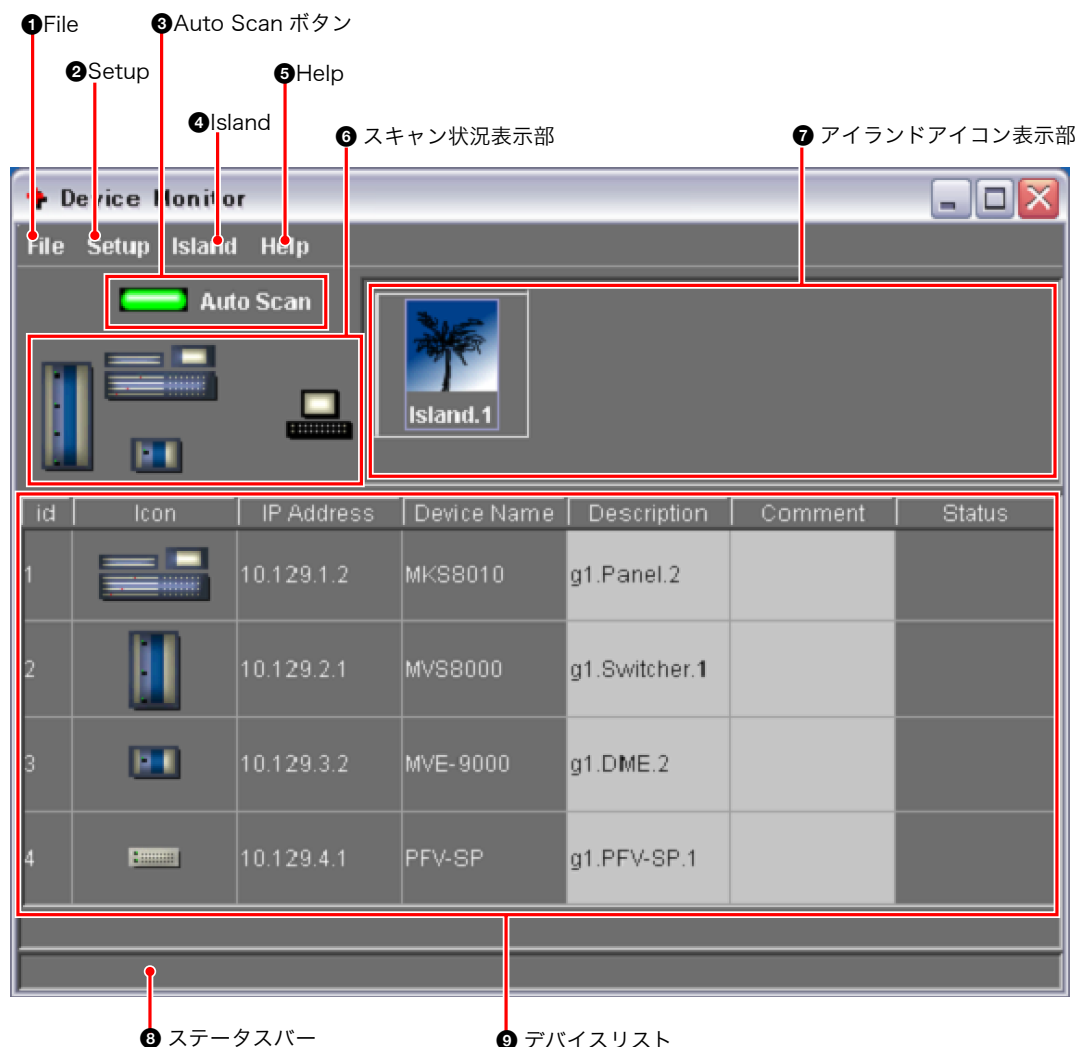 ❶File
❸Auto Scan ボタン
❷Setup
❺Help
❹Island
❻ スキャン状況表示部
❼ アイランドアイコン表示部
Device Monitor
File Setup Island Help
Auto Scan
Island.1
id Icon IP Address Device Name Description Comment Status
1 10.129.1.2 MKS8010 g1.Panel.2
2 10.129.2.1 MVS8000 g1.Switcher.1
3 10.129.3.2 MVE-9000 g1.DME.2
4 10.129.4.1 PFV-SP g1.PFV-SP.1
❽ ステータスバー
❾ デバイスリスト